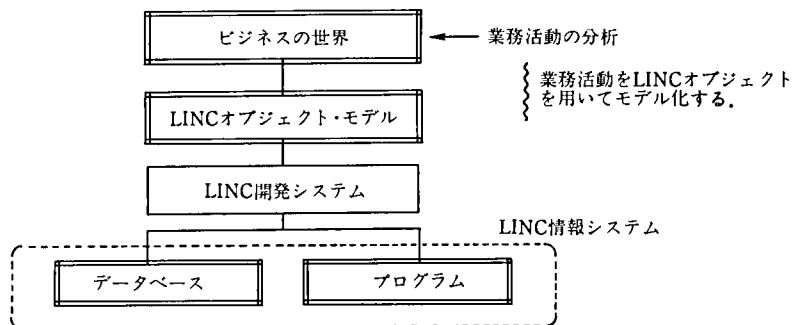 ビジネスの世界
業務活動の分析
業務活動をLINCオブジェクト
を用いてモデル化する.
LINCオブジェクト・モデル
LINC開発システム
LINC情報システム
データベース
プログラム